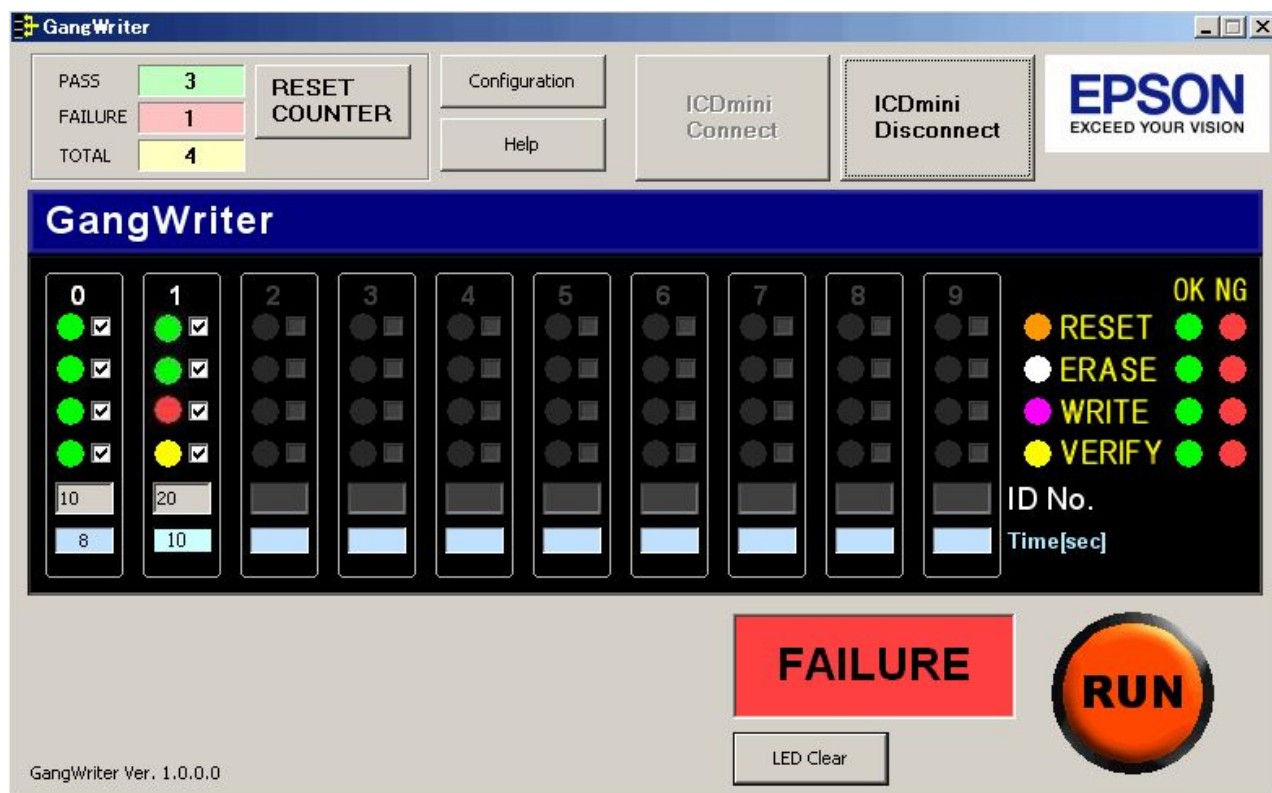 GangWriter
PASS 3
FAILURE 1
TOTAL 4
RESET
COUNTER
Configuration
Help
ICDmini
Connect
ICDmini
Disconnect
EPSON
EXCEED YOUR VISION
GangWriter
0 1 2 3 4 5 6 7 8 9 OK NG
RESET
ERASE
WRITE
VERIFY
10 20 ID No.
8 10 Time[sec]
FAILURE
RUN
LED Clear
GangWriter Ver. 1.0.0.0